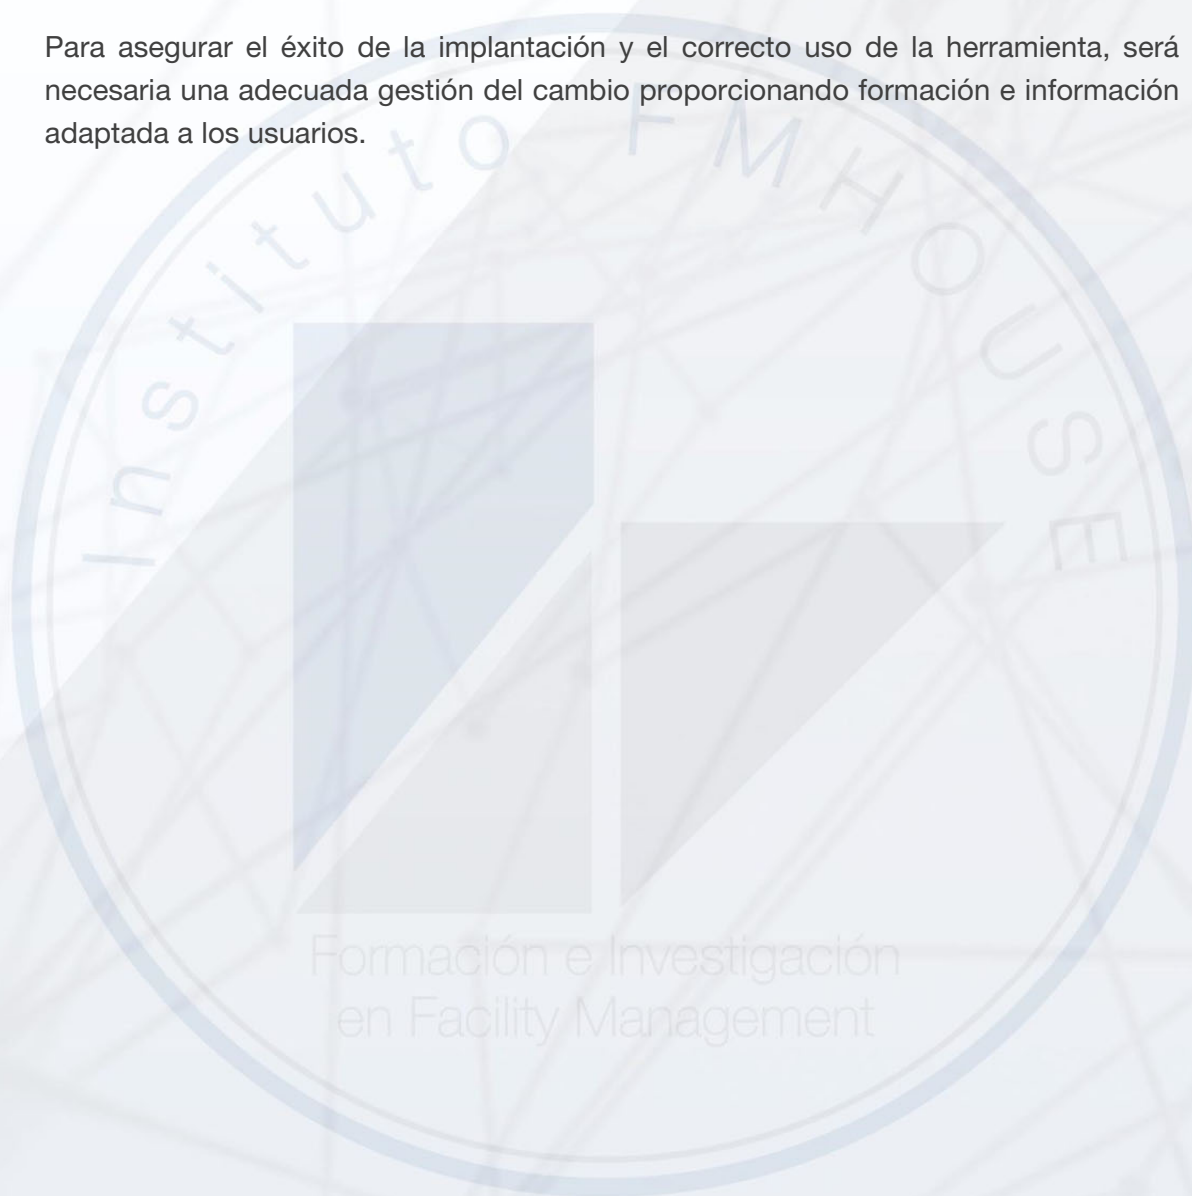 Para asegurar el éxito de la implantación y el correcto uso de la herramienta, será
necesaria una adecuada gestión del cambio proporcionando formación e información
adaptada a los usuarios.
Instituto FMHOUSE
Formación e Investigación
en Facility Management